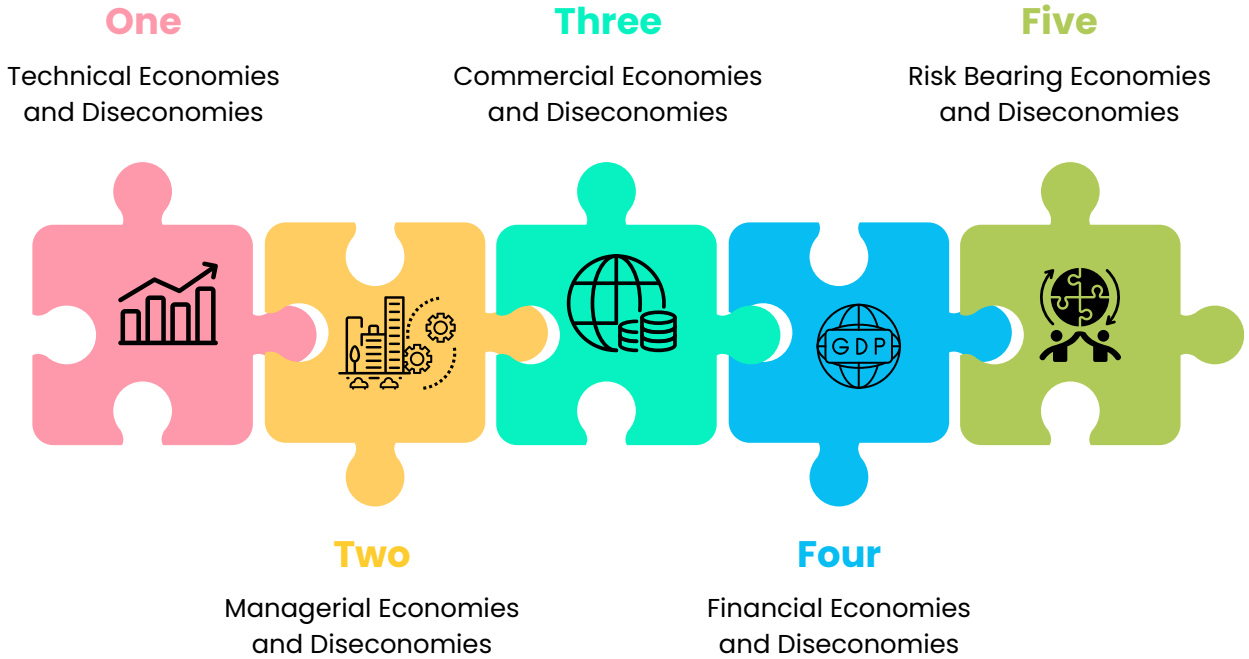 One
Technical Economies
and Diseconomies
Two
Managerial Economies
and Diseconomies
Three
Commercial Economies
and Diseconomies
GDP
Four
Financial Economies
and Diseconomies
Five
Risk Bearing Economies
and Diseconomies